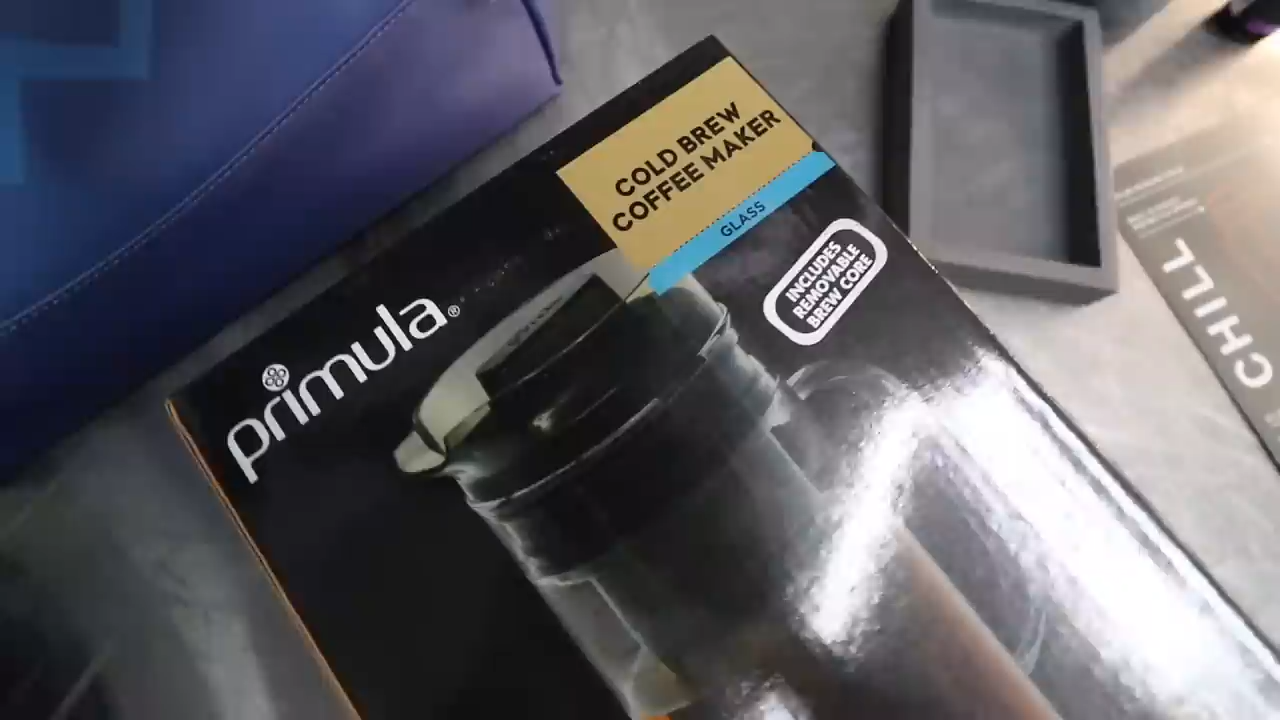 COLD BREW
COFFEE MAKER
GLASS
INCLUDES
REMOVABLE
BREW CORE
primula®
CHILL